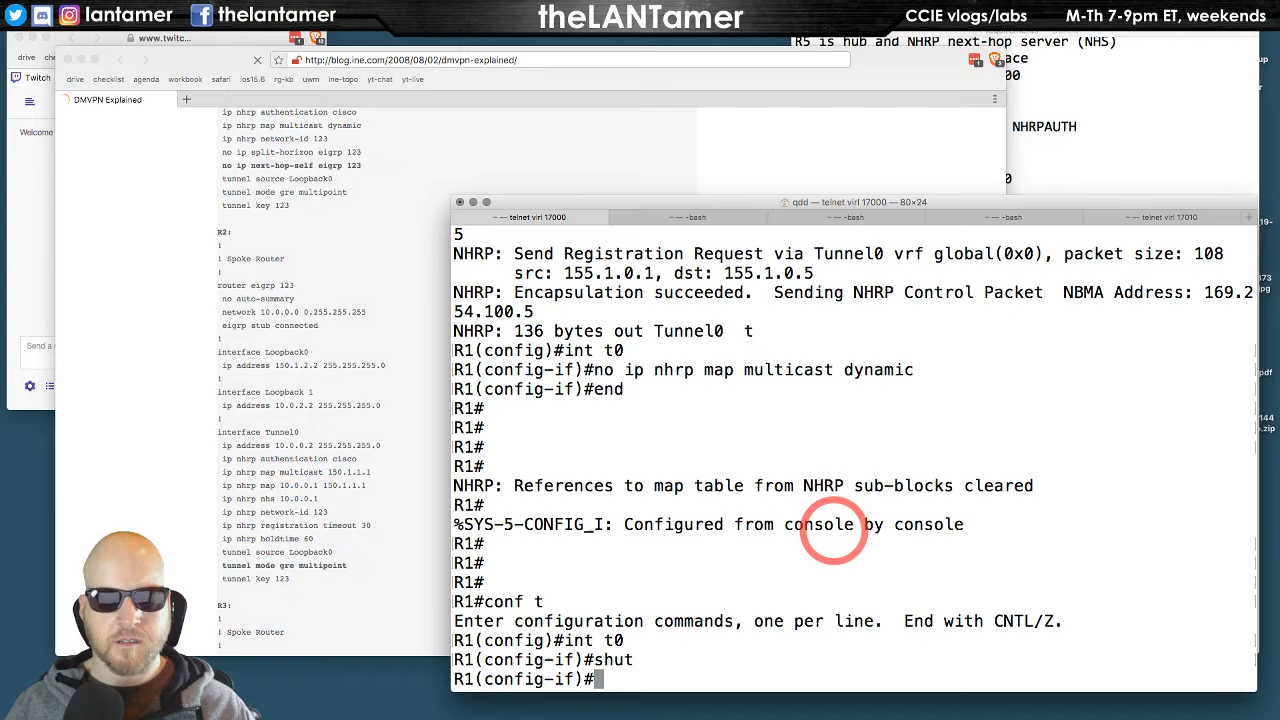 lantamer
lantamer
thelantamer
theLANTamer
CCIE vlogs/labs
M-Th 7-9pm ET, weekends
www.twitc
drive
Twitch
Welcome
Send a
http://blog.ine.com/2008/08/02/dmvpn-explained/
drive checklist agenda workbook safari ios15.6 rg-kb uwm ine-topo yt-chat yt-live
DMVPN Explained
ip nhrp authentication cisco
ip nhrp map multicast dynamic
ip nhrp network-id 123
no ip split-horizon eigrp 123
no ip next-hop-self eigrp 123
tunnel source Loopback0
tunnel mode gre multipoint
tunnel key 123
R2:
!
! Spoke Router
!
router eigrp 123
no auto-summary
network 10.0.0.0 0.255.255.255
eigrp stub connected
!
interface Loopback0
ip address 150.1.2.2 255.255.255.0
!
interface Loopback 1
ip address 10.0.2.2 255.255.255.0
!
interface Tunnel0
ip address 10.0.0.2 255.255.255.0
ip nhrp authentication cisco
ip nhrp map multicast 150.1.1.1
ip nhrp map 10.0.0.1 150.1.1.1
ip nhrp nhs 10.0.0.1
ip nhrp network-id 123
ip nhrp registration timeout 30
ip nhrp holdtime 60
tunnel source Loopback0
tunnel mode gre multipoint
tunnel key 123
R3:
!
! Spoke Router
!
R5 is hub and NHRP next-hop server (NHS)
ace
00
NHRPAUTH
0
qdd — telnet virl 17000 — 80×24
~ — telnet virl 17000 ~ — -bash ~ — -bash ~ — -bash ~ — telnet virl 17010
5
NHRP: Send Registration Request via Tunnel0 vrf global(0x0), packet size: 108
src: 155.1.0.1, dst: 155.1.0.5
NHRP: Encapsulation succeeded. Sending NHRP Control Packet NBMA Address: 169.2
54.100.5
NHRP: 136 bytes out Tunnel0 t
R1(config)#int t0
R1(config-if)#no ip nhrp map multicast dynamic
R1(config-if)#end
R1#
R1#
R1#
R1#
NHRP: References to map table from NHRP sub-blocks cleared
R1#
%SYS-5-CONFIG_I: Configured from console by console
R1#
R1#
R1#
R1#conf t
Enter configuration commands, one per line. End with CNTL/Z.
R1(config)#int t0
R1(config-if)#shut
R1(config-if)#